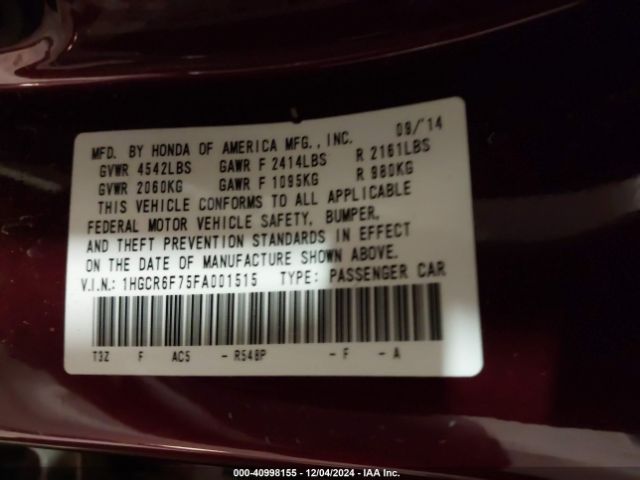 MFD. BY HONDA OF AMERICA MFG., INC. 09/'14
GVWR 4542LBS GAWR F 2414LBS R 2161LBS
GVWR 2060KG GAWR F 1095KG R 980KG
THIS VEHICLE CONFORMS TO ALL APPLICABLE
FEDERAL MOTOR VEHICLE SAFETY, BUMPER,
AND THEFT PREVENTION STANDARDS IN EFFECT
ON THE DATE OF MANUFACTURE SHOWN ABOVE.
V.I.N.: 1HGCR6F75FA001515 TYPE: PASSENGER CAR
T3Z F AC5 - R548P - F - A
000-40998155 - 12/04/2024 - IAA Inc.